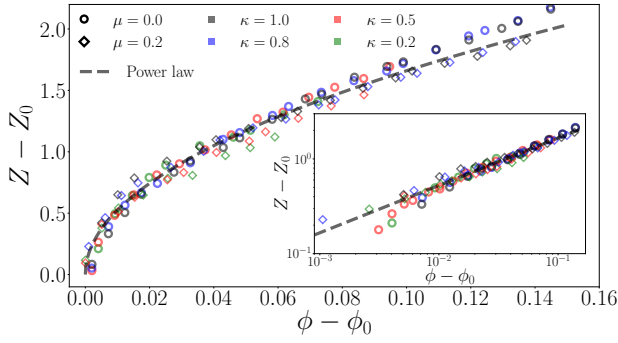 μ = 0.0 κ = 1.0 κ = 0.5
μ = 0.2 κ = 0.8 κ = 0.2
Power law
Z − Z₀
2.0
1.5
1.0
0.5
0.0
0.00 0.02 0.04 0.06 0.08 0.10 0.12 0.14 0.16
ϕ − ϕ₀
Z − Z₀
10⁰
10⁻¹
10⁻³ 10⁻² 10⁻¹
ϕ − ϕ₀